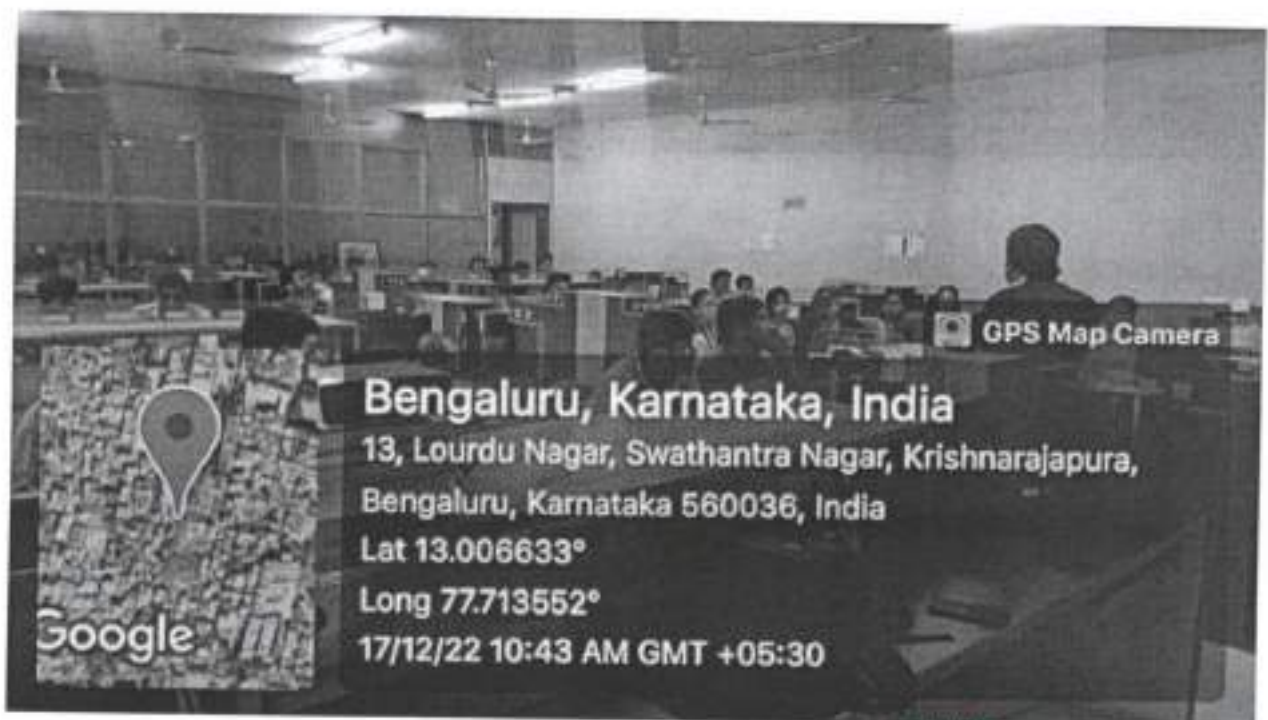 GPS Map Camera
Bengaluru, Karnataka, India
13, Lourdu Nagar, Swathantra Nagar, Krishnarajapura,
Bengaluru, Karnataka 560036, India
Lat 13.006633°
Long 77.713552°
17/12/22 10:43 AM GMT +05:30
Google